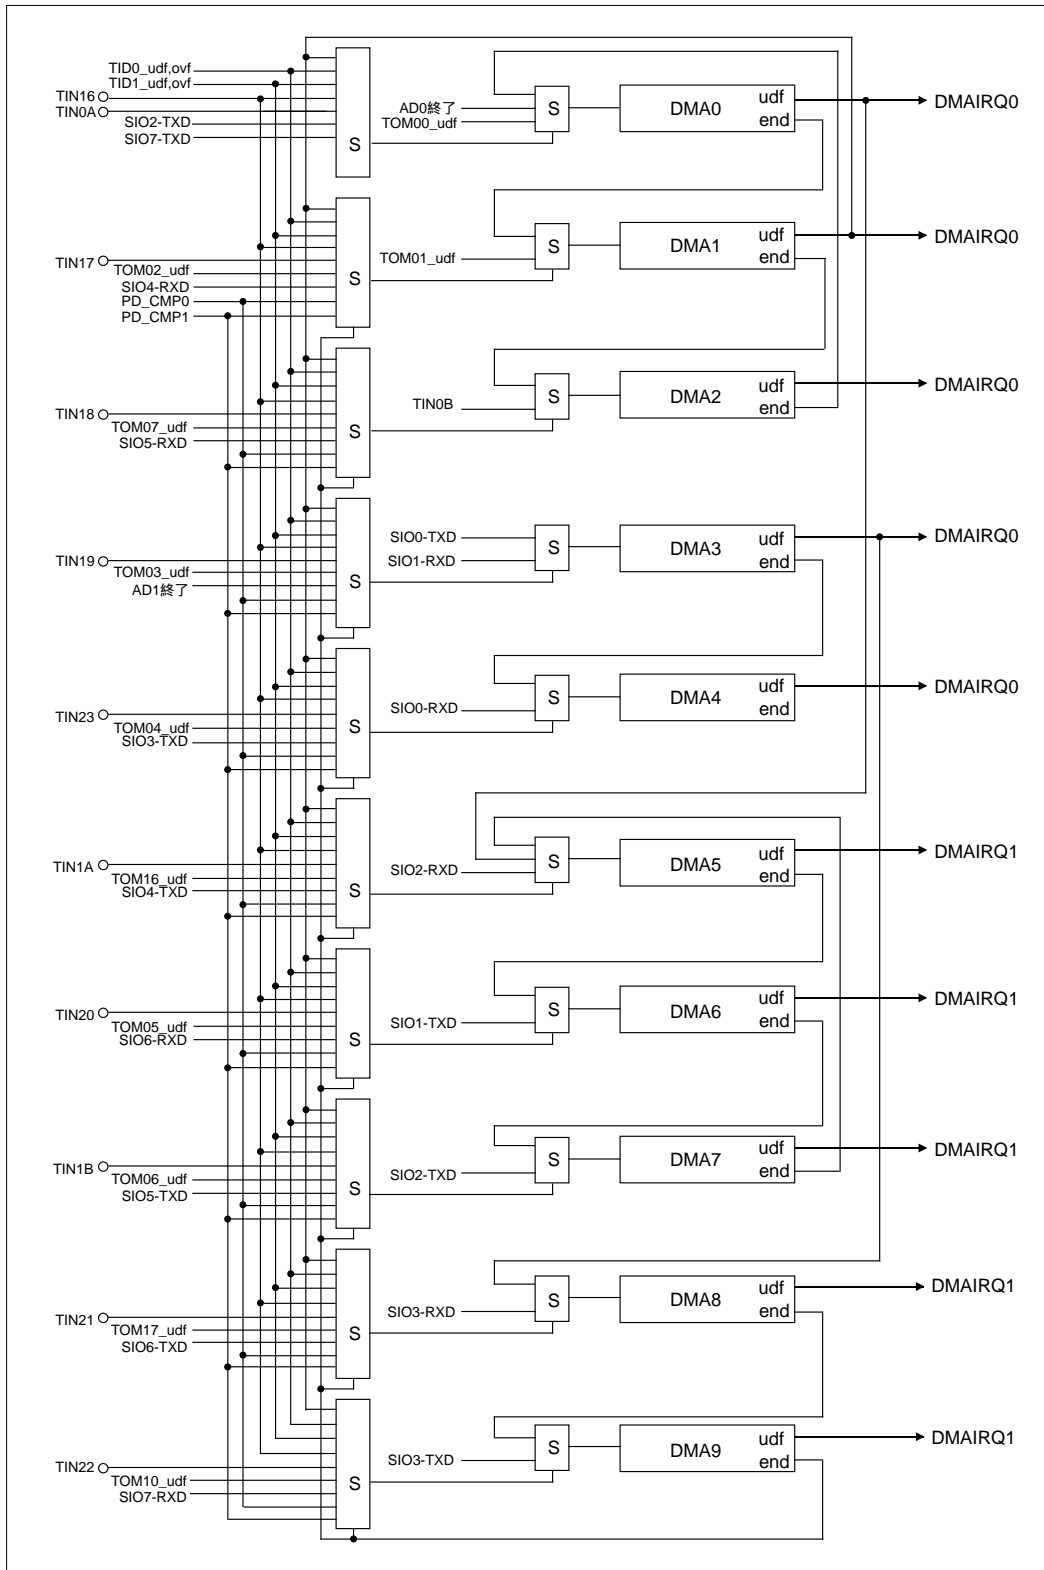 TID0_udf,ovf
TID1_udf,ovf
TIN16
TIN0A
SIO2-TXD
SIO7-TXD
S
AD0終了
TOM00_udf
S
DMA0
udf
end
DMAIRQ0
TIN17
TOM02_udf
SIO4-RXD
PD_CMP0
PD_CMP1
S
TOM01_udf
S
DMA1
udf
end
DMAIRQ0
TIN18
TOM07_udf
SIO5-RXD
S
TIN0B
S
DMA2
udf
end
DMAIRQ0
TIN19
TOM03_udf
AD1終了
S
SIO0-TXD
SIO1-RXD
S
DMA3
udf
end
DMAIRQ0
TIN23
TOM04_udf
SIO3-TXD
S
SIO0-RXD
S
DMA4
udf
end
DMAIRQ0
TIN1A
TOM16_udf
SIO4-TXD
S
SIO2-RXD
S
DMA5
udf
end
DMAIRQ1
TIN20
TOM05_udf
SIO6-RXD
S
SIO1-TXD
S
DMA6
udf
end
DMAIRQ1
TIN1B
TOM06_udf
SIO5-TXD
S
SIO2-TXD
S
DMA7
udf
end
DMAIRQ1
TIN21
TOM17_udf
SIO6-TXD
S
SIO3-RXD
S
DMA8
udf
end
DMAIRQ1
TIN22
TOM10_udf
SIO7-RXD
S
SIO3-TXD
S
DMA9
udf
end
DMAIRQ1